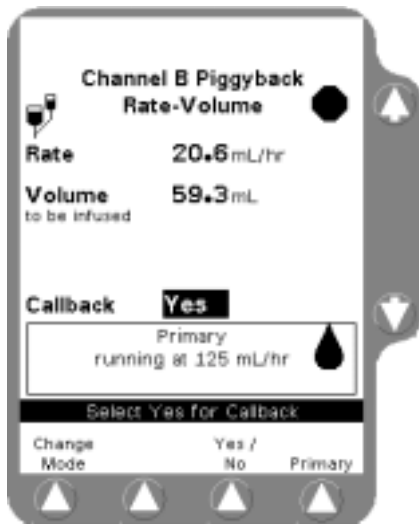 Channel B Piggyback
Rate-Volume
Rate 20.6 mL/hr
Volume 59.3 mL
to be infused
Callback Yes
Primary
running at 125 mL/hr
Select Yes for Callback
Change Mode
Yes / No
Primary